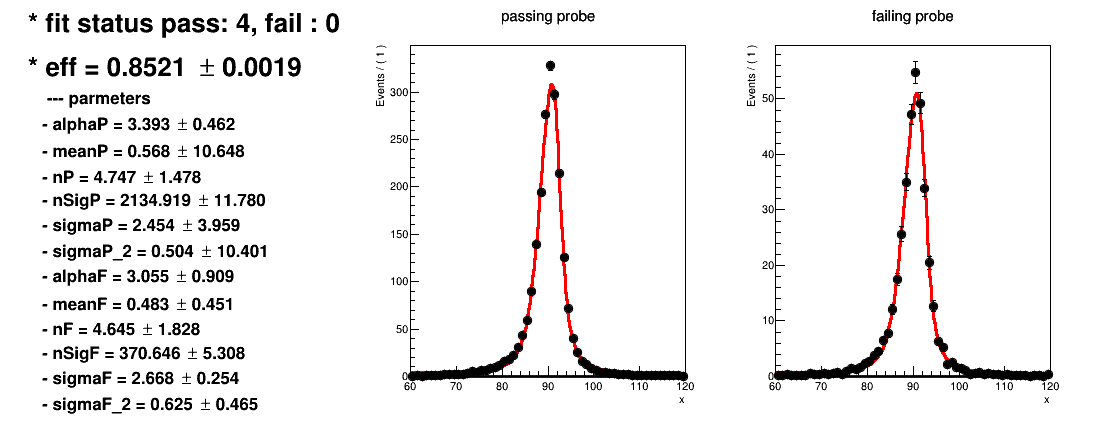 * fit status pass: 4, fail : 0
* eff = 0.8521 ± 0.0019
--- parmeters
- alphaP = 3.393 ± 0.462
- meanP = 0.568 ± 10.648
- nP = 4.747 ± 1.478
- nSigP = 2134.919 ± 11.780
- sigmaP = 2.454 ± 3.959
- sigmaP_2 = 0.504 ± 10.401
- alphaF = 3.055 ± 0.909
- meanF = 0.483 ± 0.451
- nF = 4.645 ± 1.828
- nSigF = 370.646 ± 5.308
- sigmaF = 2.668 ± 0.254
- sigmaF_2 = 0.625 ± 0.465
passing probe
Events / ( 1 )
300
250
200
150
100
50
0
60 70 80 90 100 110 120
x
failing probe
Events / ( 1 )
50
40
30
20
10
0
60 70 80 90 100 110 120
x